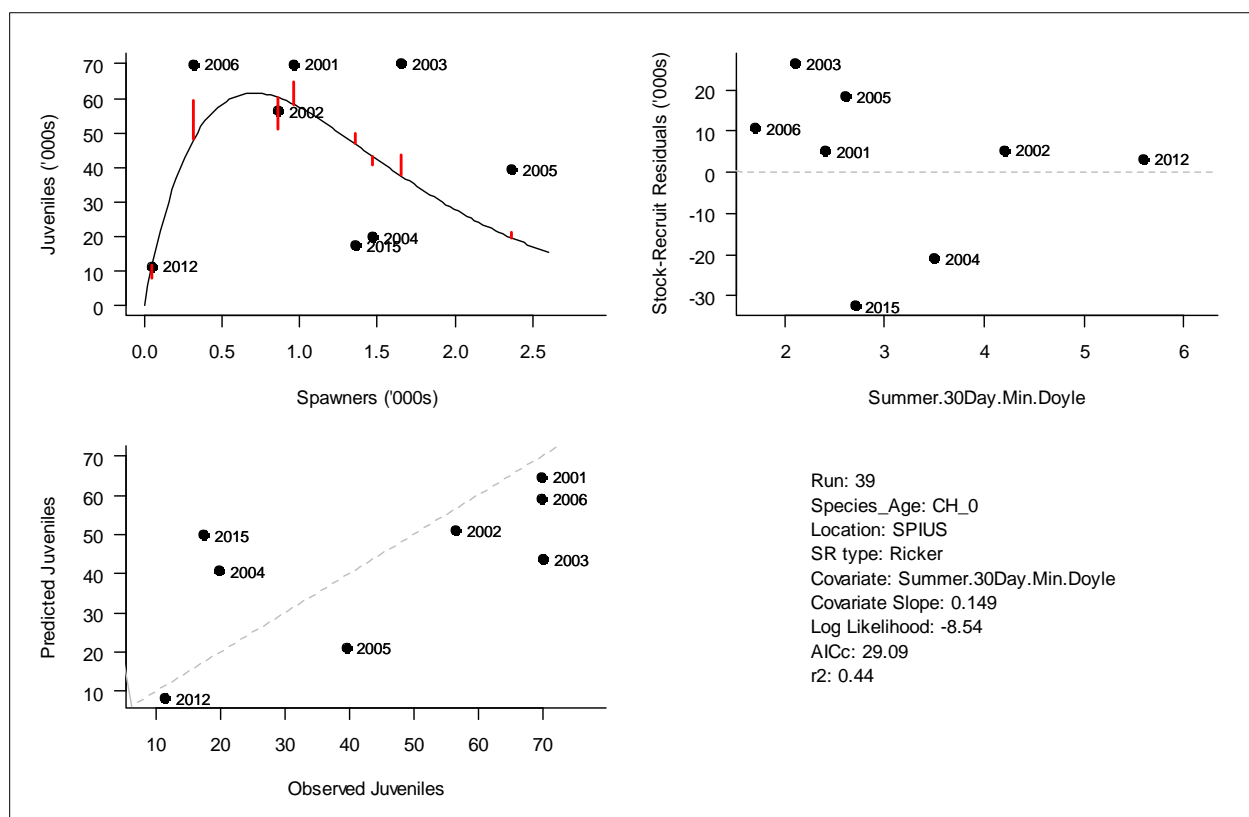 Juveniles ('000s)
70
60
50
40
30
20
10
0
2006
2001
2003
2002
2005
2004
2015
2012
0.0 0.5 1.0 1.5 2.0 2.5
Spawners ('000s)
Stock-Recruit Residuals ('000s)
20
10
0
-10
-20
-30
2003
2005
2006
2001
2002
2012
2004
2015
2 3 4 5 6
Summer.30Day.Min.Doyle
Predicted Juveniles
70
60
50
40
30
20
10
2001
2006
2002
2015
2003
2004
2005
2012
10 20 30 40 50 60 70
Observed Juveniles
Run: 39
Species_Age: CH_0
Location: SPIUS
SR type: Ricker
Covariate: Summer.30Day.Min.Doyle
Covariate Slope: 0.149
Log Likelihood: -8.54
AICc: 29.09
r2: 0.44